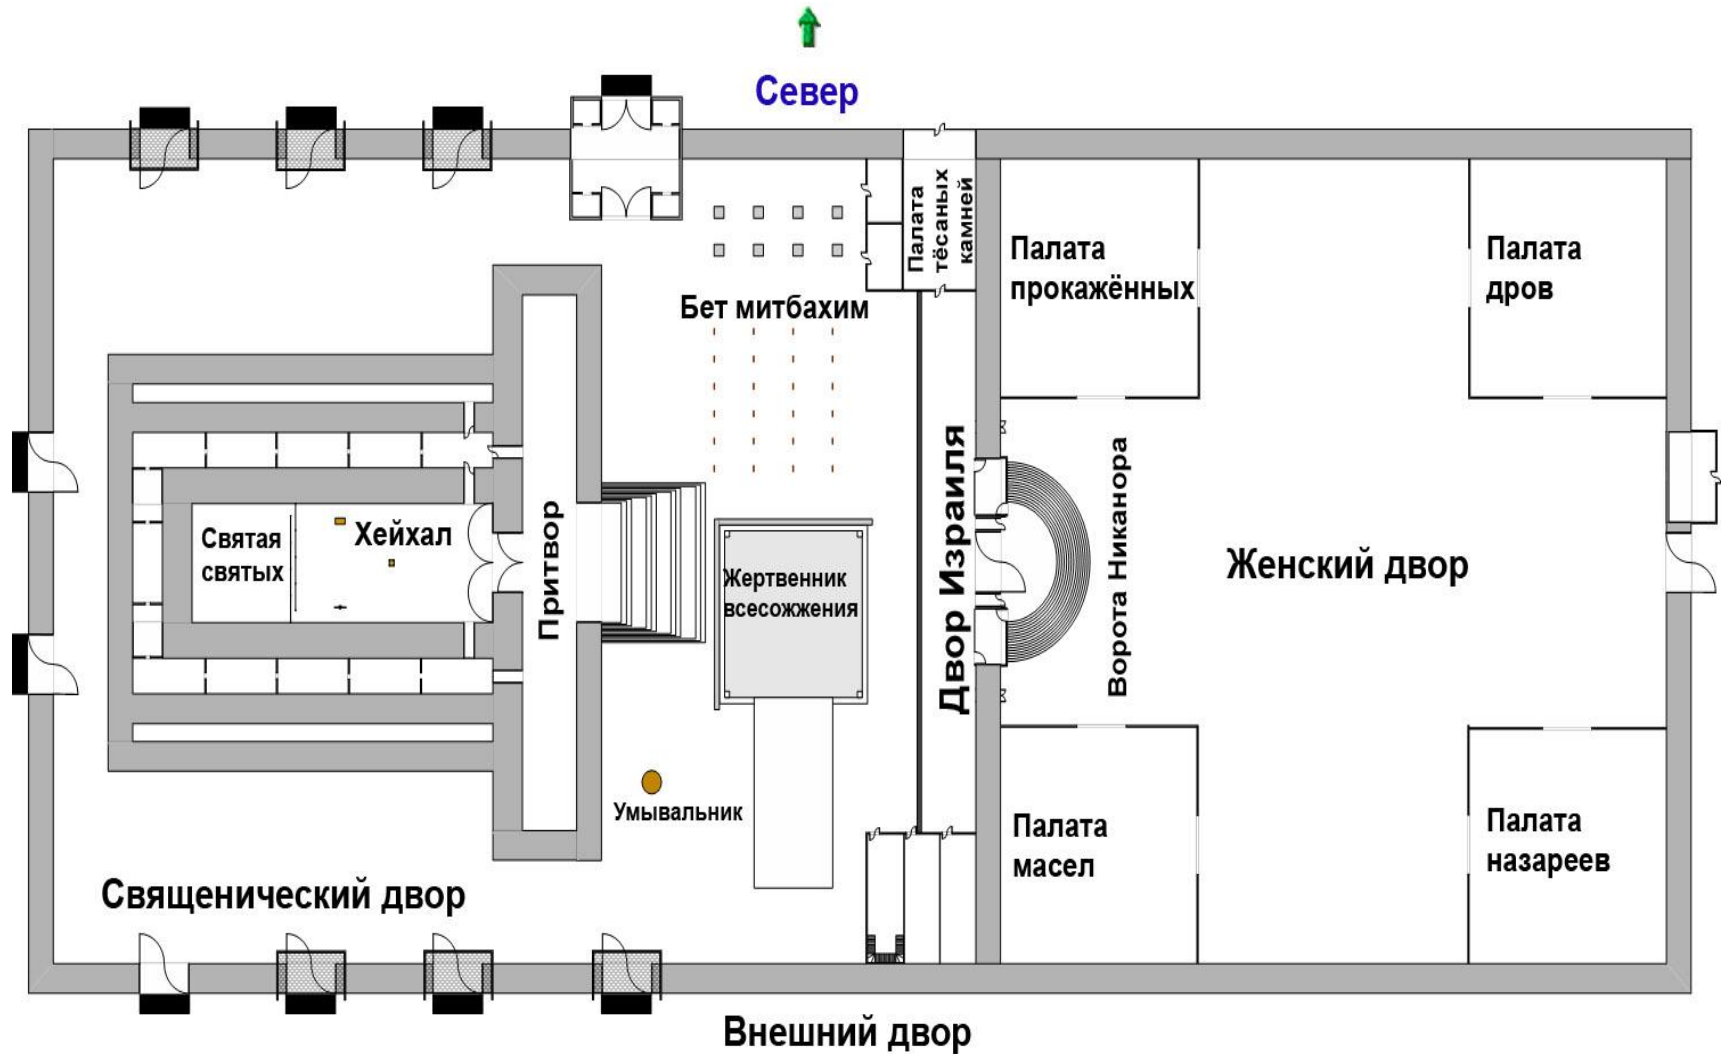 Север
Палата
тёсаных
камней
Палата
прокажённых
Палата
дров
Бет митбахим
Святая
святых
Хейхал
Притвор
Жертвенник
всесожжения
Двор Израиля
Ворота Никанора
Женский двор
Умывальник
Палата
масел
Палата
назареев
Священический двор
Внешний двор